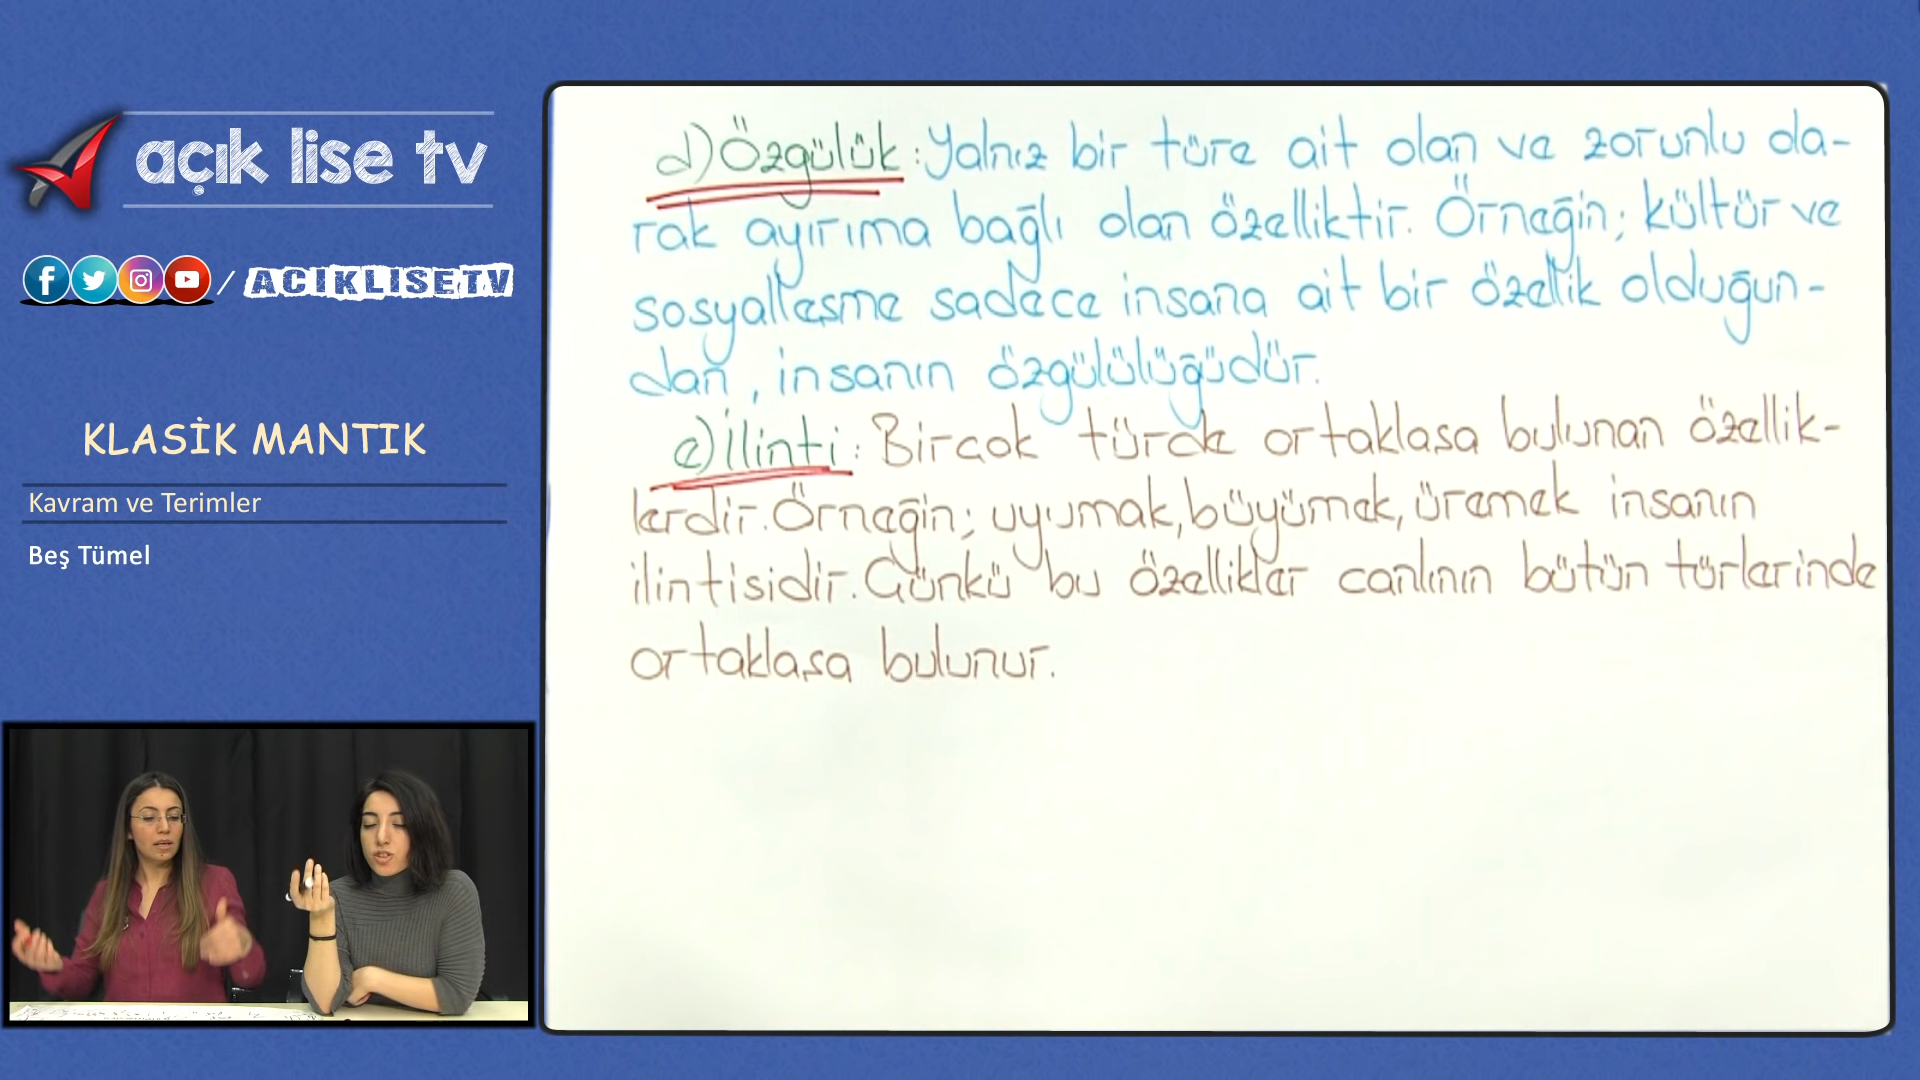 açık lise tv
/ ACIKLISETV
KLASİK MANTIK
Kavram ve Terimler
Beş Tümel
d) Özgülük: Yalnız bir türe ait olan ve zorunlu da-
rak ayırıma bağlı olan özelliktir. Örneğin; kültür ve
sosyalleşme sadece insana ait bir özellik olduğun-
dan, insanın özgülülüğüdür.
e) İlinti: Birçok türde ortaklaşa bulunan özellik-
lerdir. Örneğin; uyumak, büyümek, üremek insanın
ilintisidir. Çünkü bu özellikler canlının bütün türlerinde
ortaklaşa bulunur.